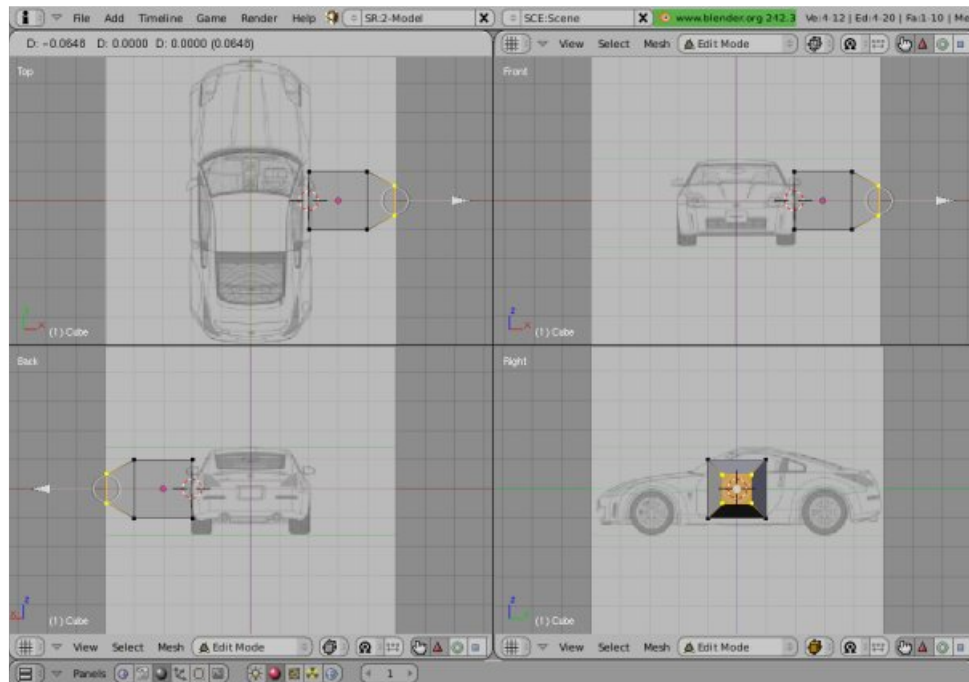 File Add Timeline Game Render Help SR:2-Model SCE:Scene www.blender.org 242.3 Ve:4-12 | Ed:4-20 | Fa:1-10 | Me
D: -0.0648 D: 0.0000 D: 0.0000 (0.0648)
View Select Mesh Edit Mode
Top
Front
z
x
x
(1) Cube
(1) Cube
Back
Right
z
z
(1) Cube
(1) Cube
View Select Mesh Edit Mode
View Select Mesh Edit Mode
Panels 1